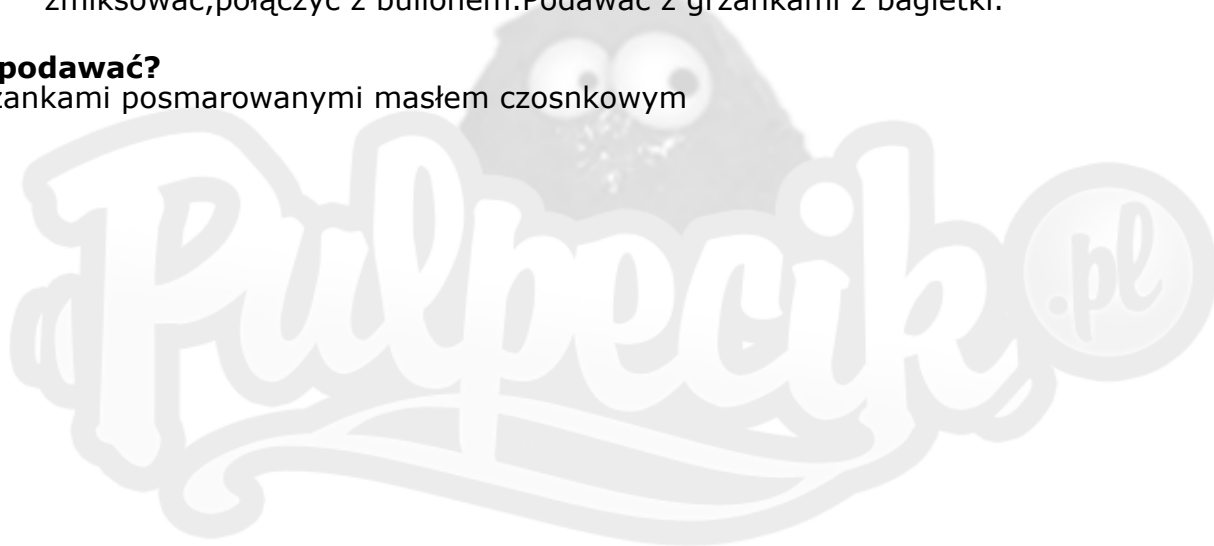 zmiksować,połączyć z bulionem.Podawać z grzankami z bagietki.
podawać?
zankami posmarowanymi masłem czosnkowym
Pulpecik.pl